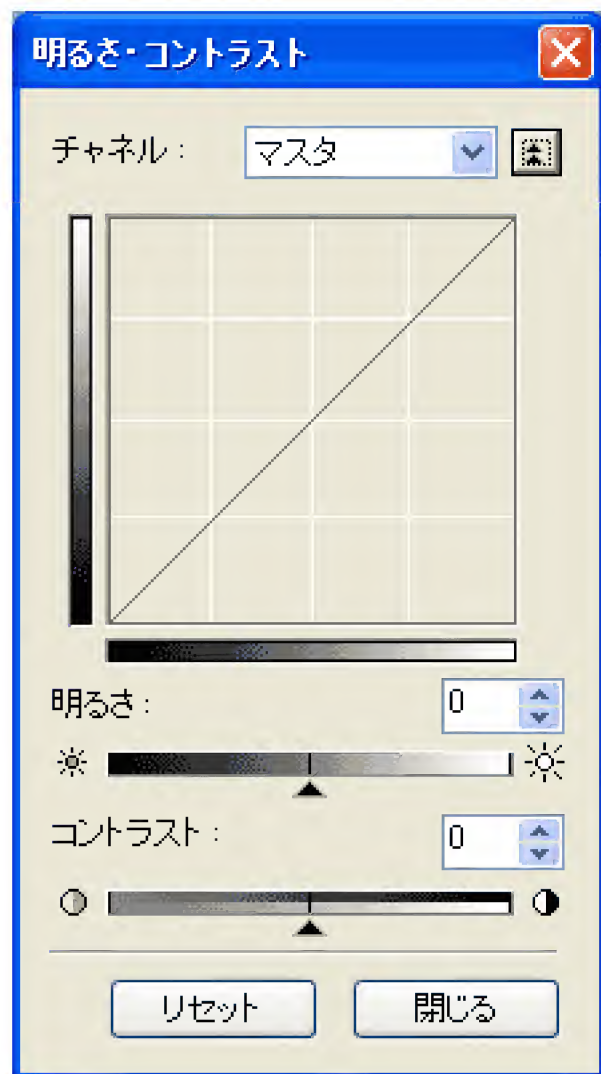 明るさ・コントラスト
チャネル： マスタ
明るさ： 0
コントラスト： 0
リセット 閉じる